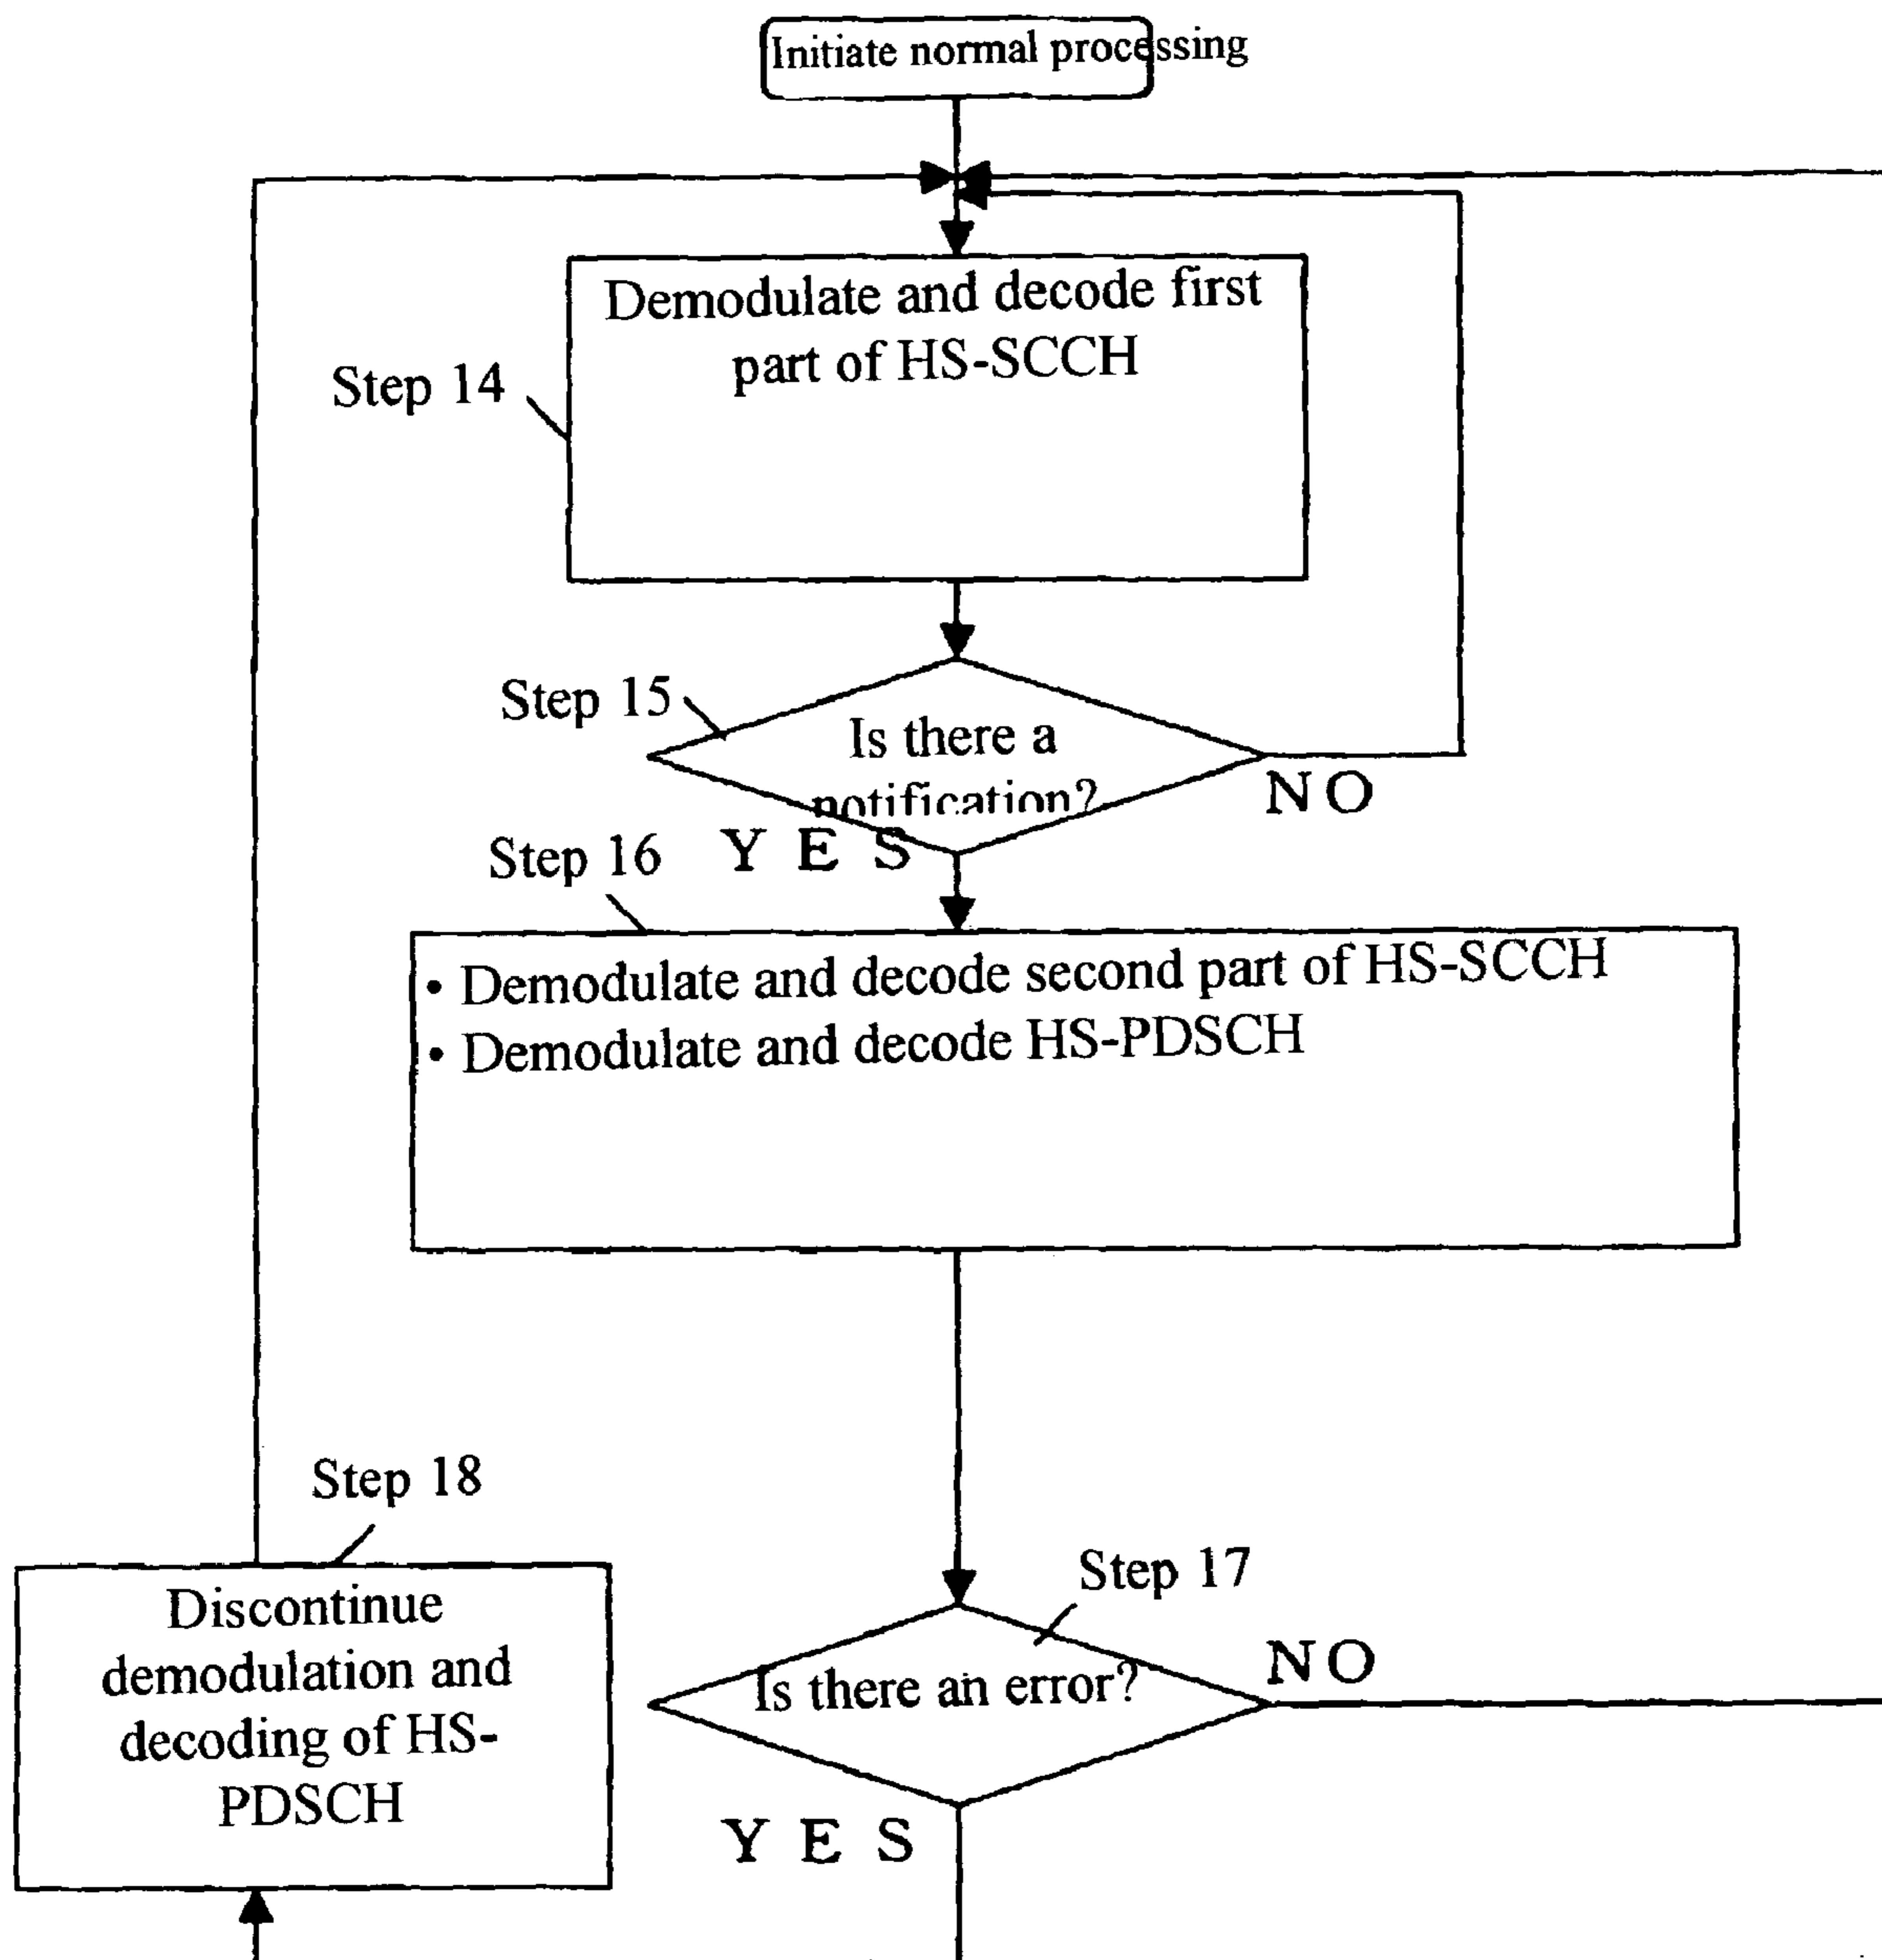 Initiate normal processing
Demodulate and decode first
part of HS-SCCH
Step 14
Step 15
Is there a
notification?
NO
YES
Step 16
• Demodulate and decode second part of HS-SCCH
• Demodulate and decode HS-PDSCH
Step 18
Discontinue
demodulation and
decoding of HS-
PDSCH
Step 17
Is there an error?
NO
YES